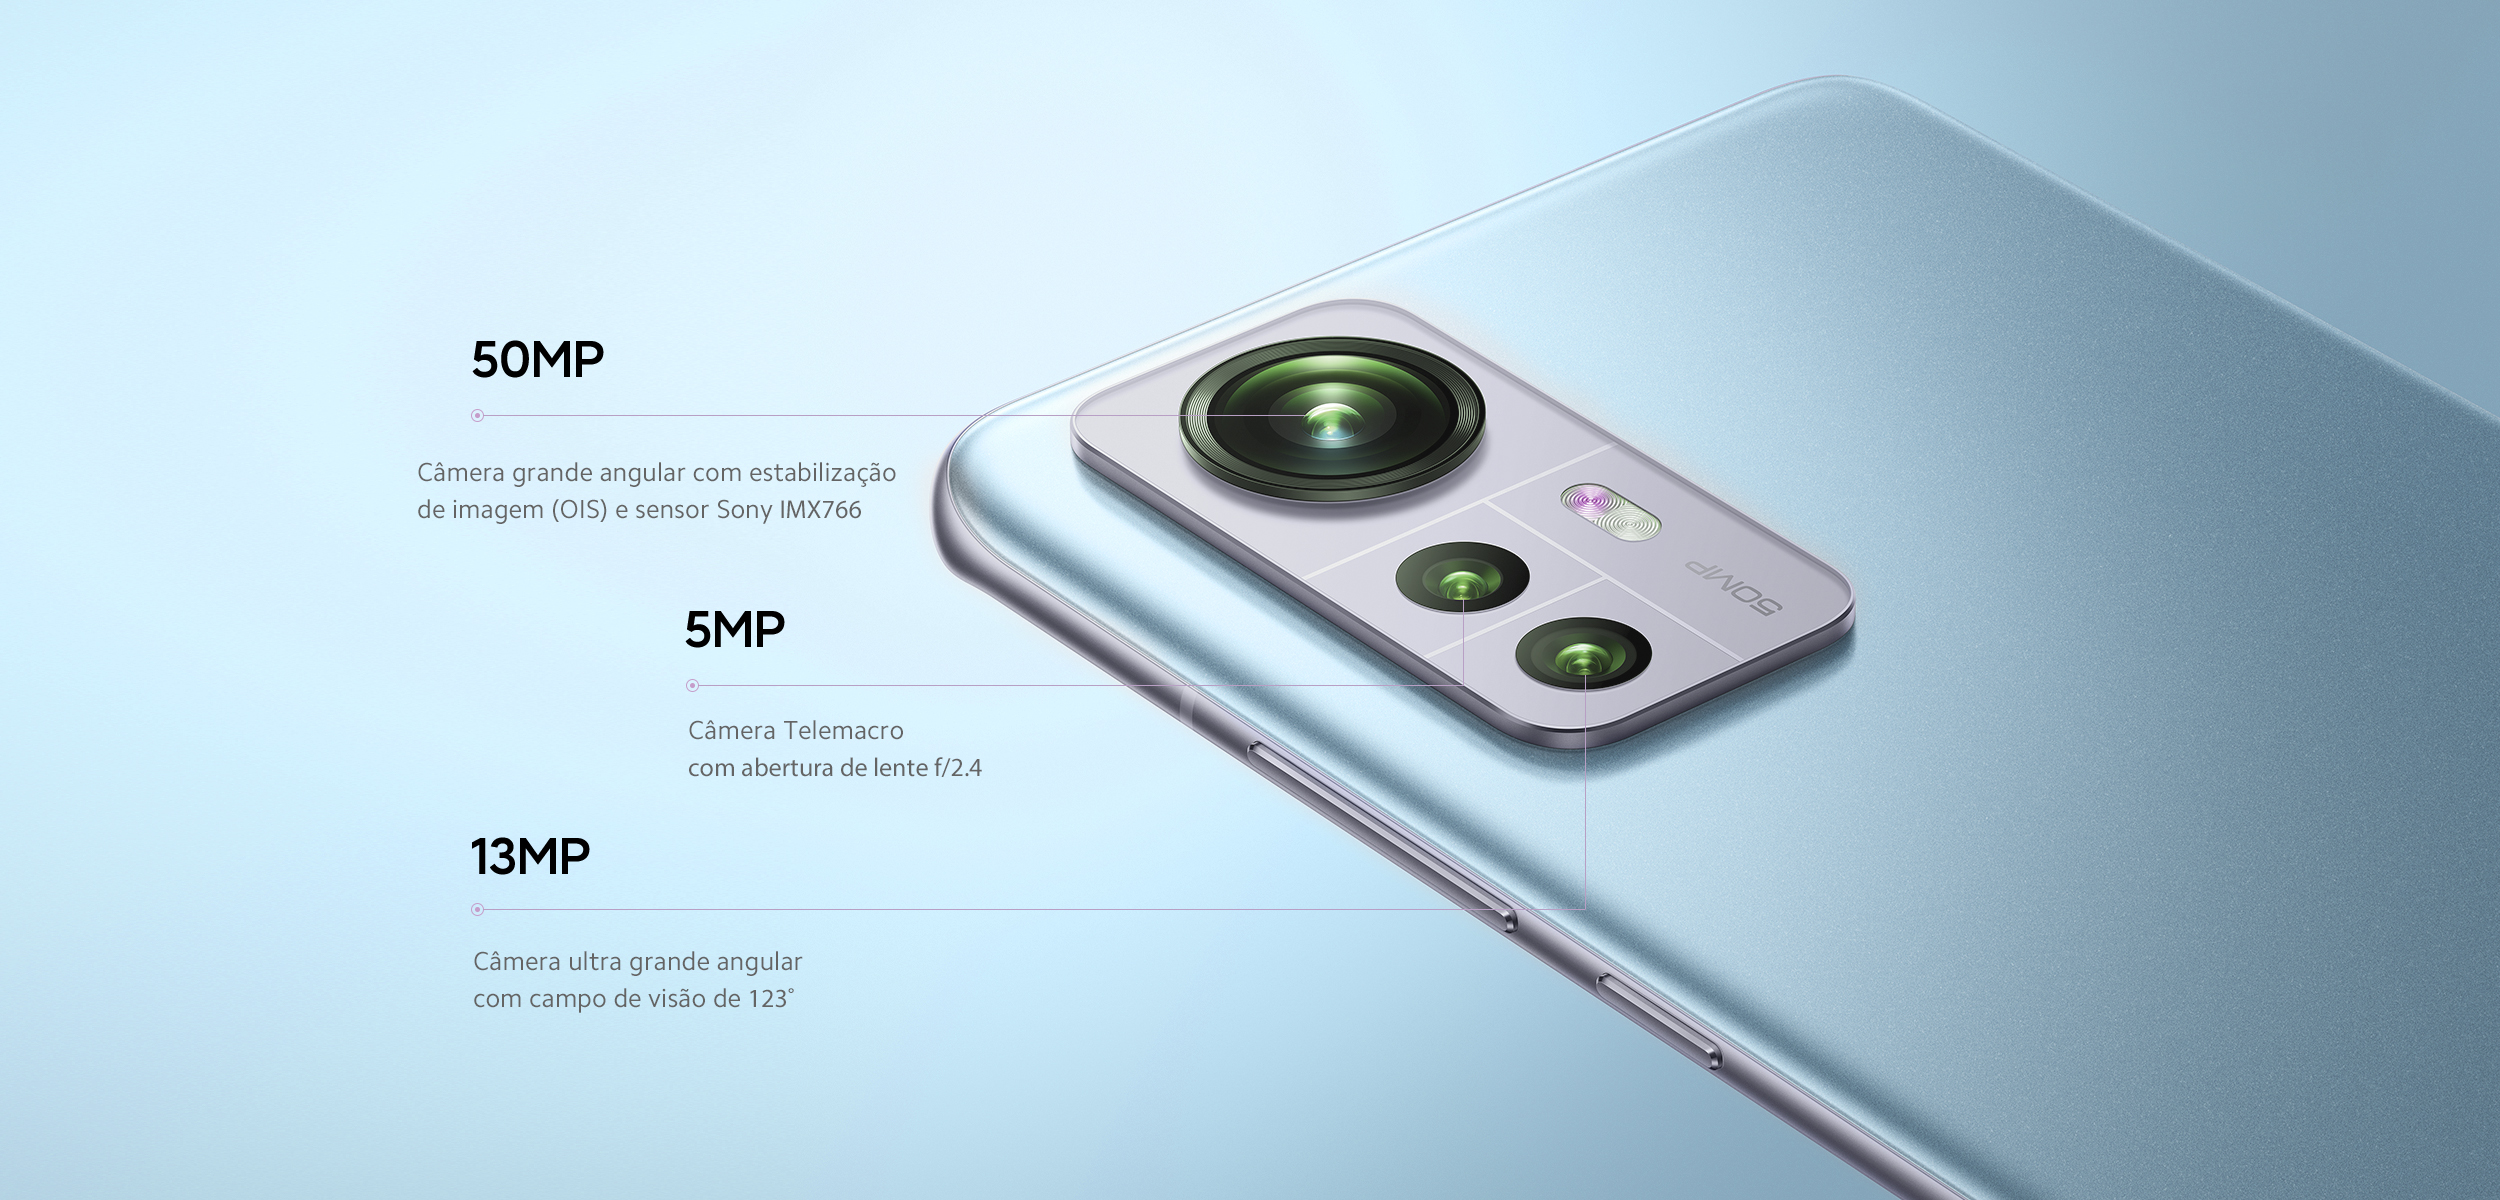 50MP
Câmera grande angular com estabilização
de imagem (OIS) e sensor Sony IMX766
5MP
Câmera Telemacro
com abertura de lente f/2.4
13MP
Câmera ultra grande angular
com campo de visão de 123°
50MP